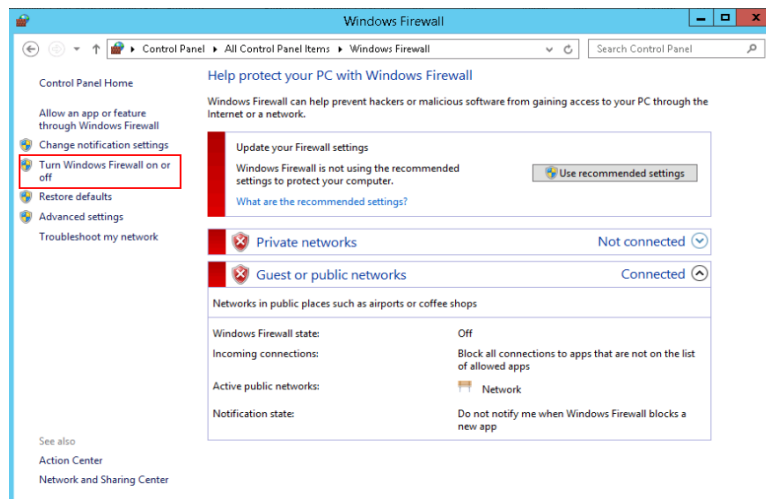 Windows Firewall
Control Panel
All Control Panel Items
Windows Firewall
Search Control Panel
Control Panel Home
Allow an app or feature
through Windows Firewall
Change notification settings
Turn Windows Firewall on or
off
Restore defaults
Advanced settings
Troubleshoot my network
See also
Action Center
Network and Sharing Center
Help protect your PC with Windows Firewall
Windows Firewall can help prevent hackers or malicious software from gaining access to your PC through the
Internet or a network.
Update your Firewall settings
Windows Firewall is not using the recommended
settings to protect your computer.
Use recommended settings
What are the recommended settings?
Private networks
Not connected
Guest or public networks
Connected
Networks in public places such as airports or coffee shops
Windows Firewall state:
Off
Incoming connections:
Block all connections to apps that are not on the list
of allowed apps
Active public networks:
Network
Notification state:
Do not notify me when Windows Firewall blocks a
new app